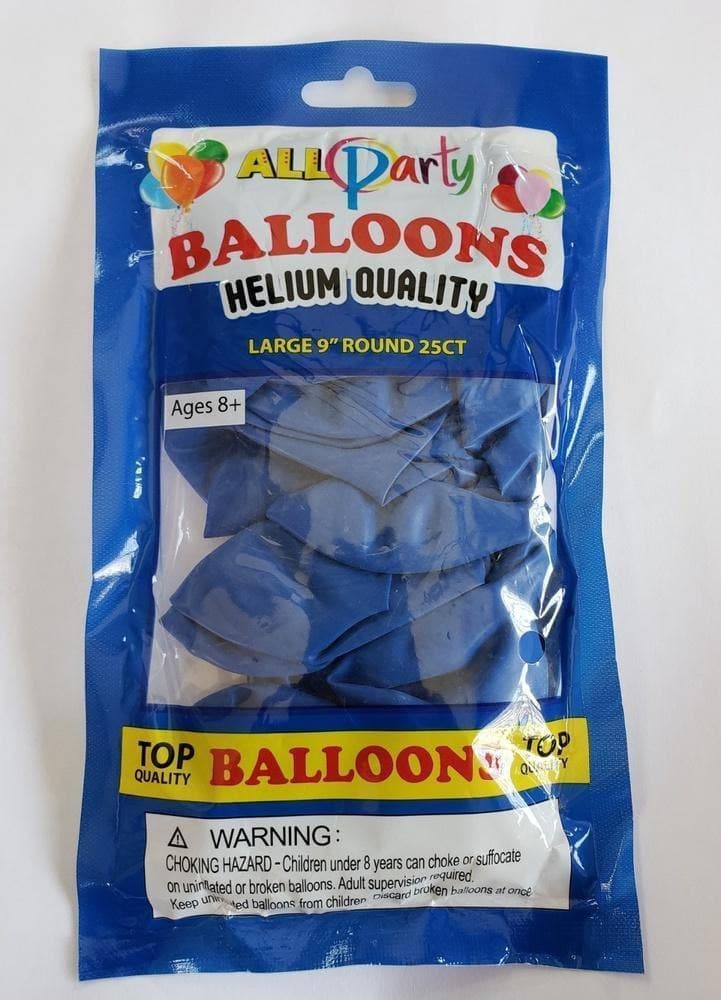 ALL Party
BALLOONS
HELIUM QUALITY
LARGE 9" ROUND 25CT
Ages 8+
TOP QUALITY BALLOONS TOP QUALITY
⚠ WARNING:
CHOKING HAZARD - Children under 8 years can choke or suffocate
on uninflated or broken balloons. Adult supervision required.
Keep uninflated balloons from children. Discard broken balloons at once.